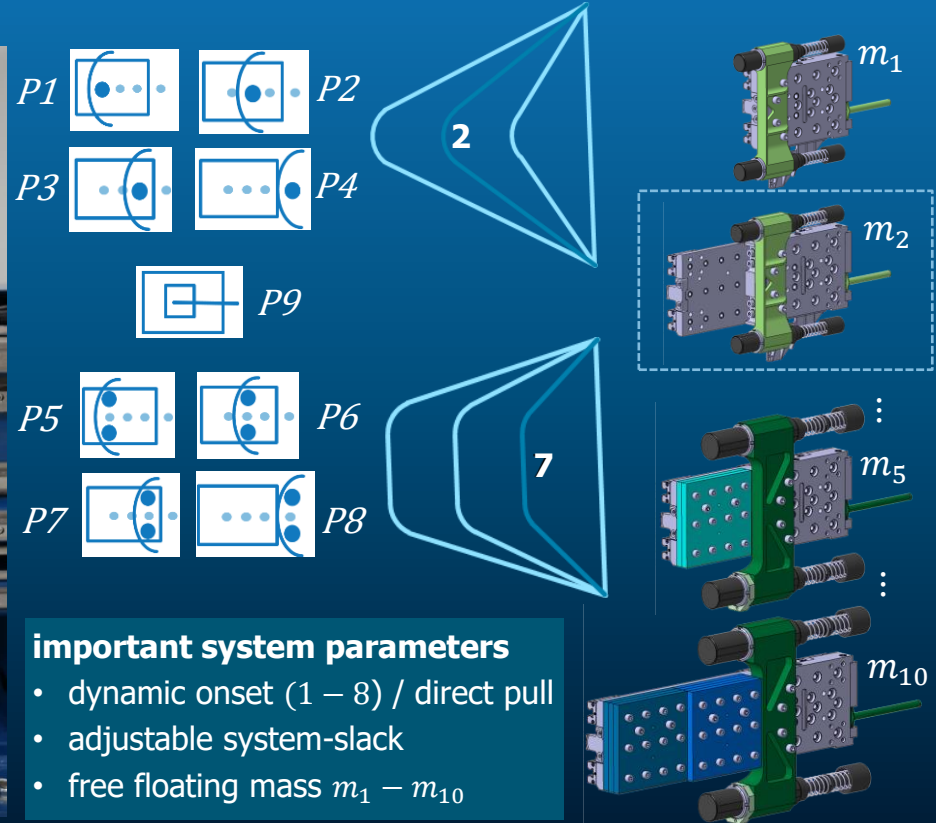 P1
P2
P3
P4
P9
P5
P6
P7
P8
2
7
m₁
m₂
⋮
m₅
⋮
m₁₀
important system parameters
• dynamic onset (1 − 8) / direct pull
• adjustable system-slack
• free floating mass m₁ − m₁₀